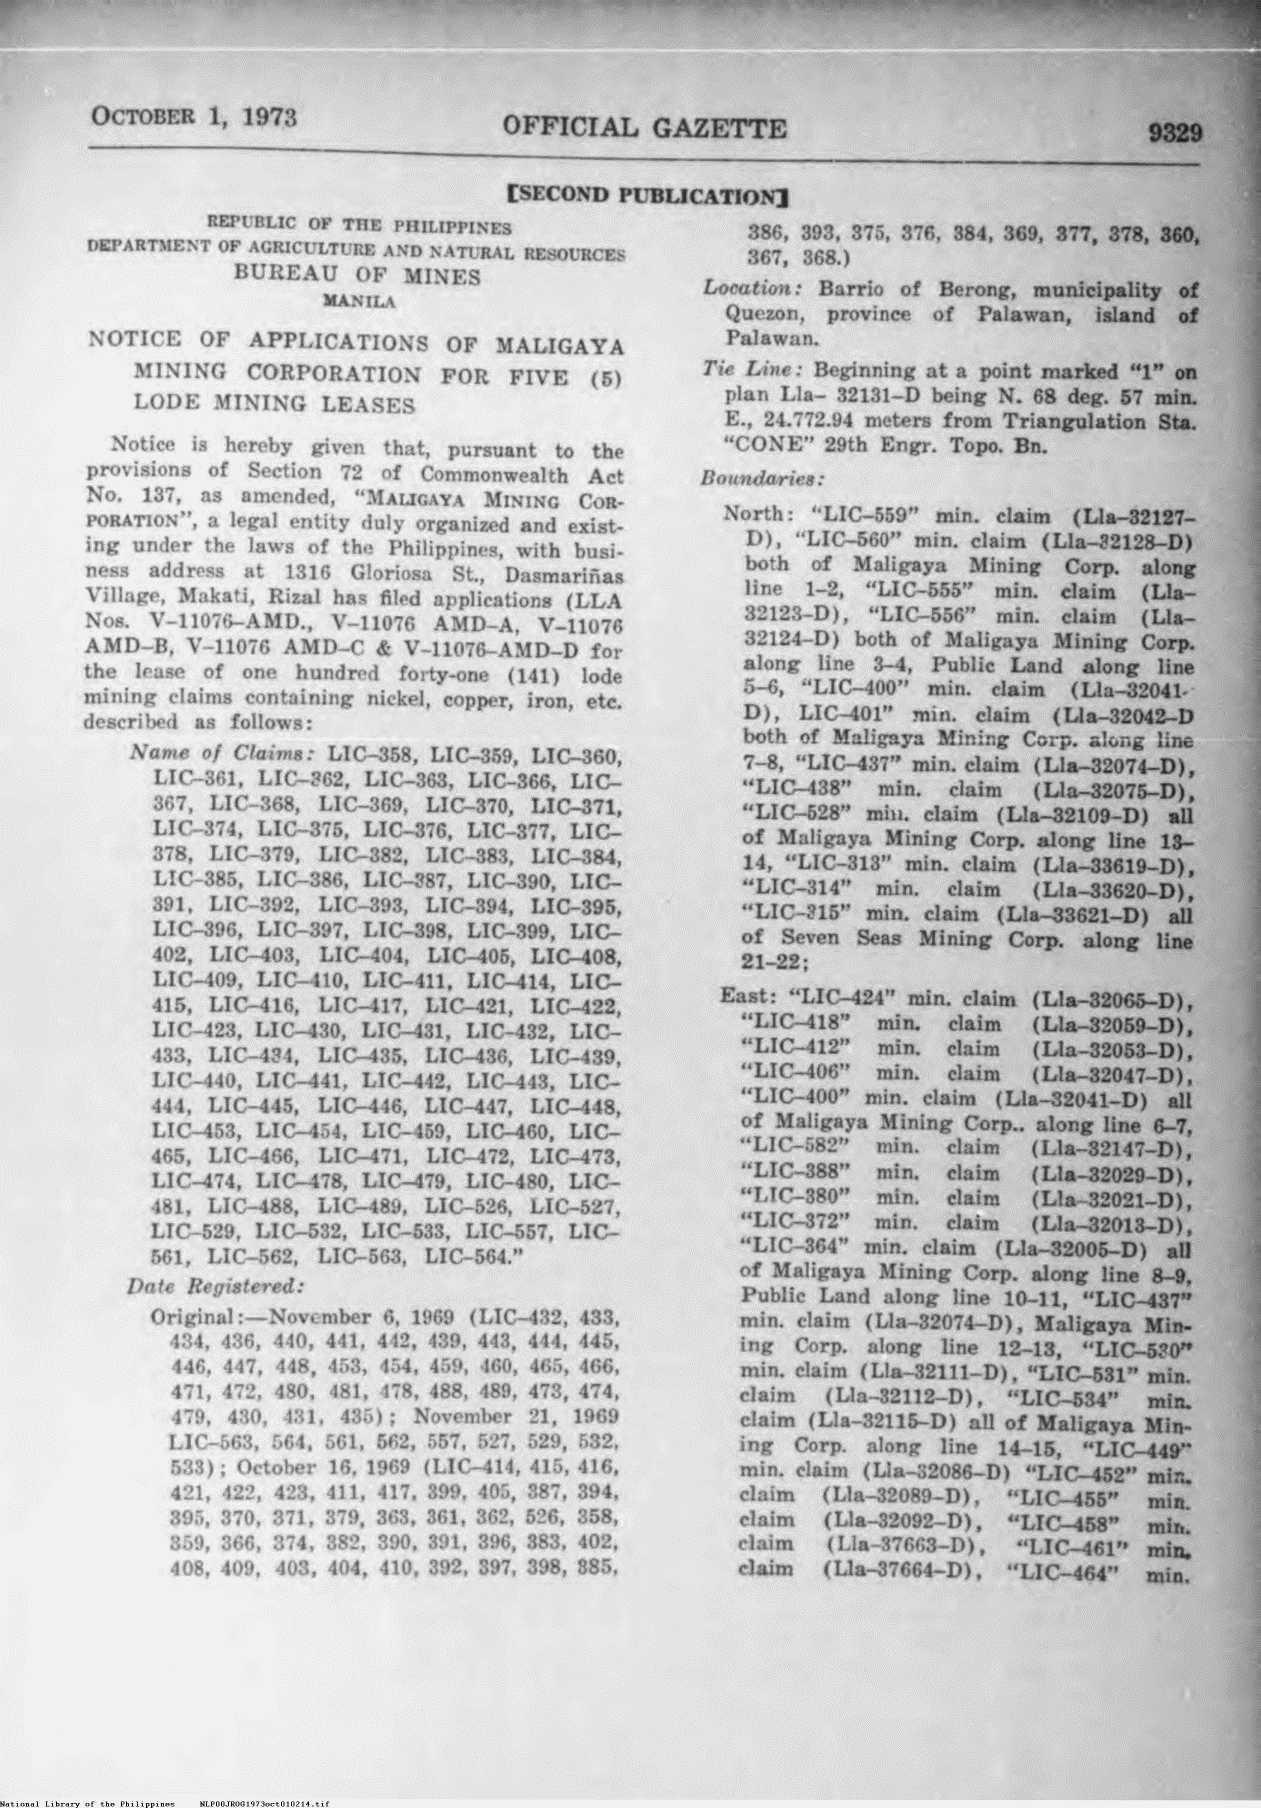 OCTOBER 1, 1973
OFFICIAL GAZETTE
9329
[SECOND PUBLICATION]
REPUBLIC OF THE PHILIPPINES
DEPARTMENT OF AGRICULTURE AND NATURAL RESOURCES
BUREAU OF MINES
MANILA
NOTICE OF APPLICATIONS OF MALIGAYA
MINING CORPORATION FOR FIVE (5)
LODE MINING LEASES
Notice is hereby given that, pursuant to the
provisions of Section 72 of Commonwealth Act
No. 137, as amended, “MALIGAYA MINING COR-
PORATION”, a legal entity duly organized and exist-
ing under the laws of the Philippines, with busi-
ness address at 1316 Gloriosa St., Dasmariñas
Village, Makati, Rizal has filed applications (LLA
Nos. V–11076–AMD., V–11076 AMD–A, V–11076
AMD–B, V–11076 AMD–C & V–11076–AMD–D for
the lease of one hundred forty-one (141) lode
mining claims containing nickel, copper, iron, etc.
described as follows:
Name of Claims: LIC–358, LIC–359, LIC–360,
LIC–361, LIC–362, LIC–363, LIC–366, LIC–
367, LIC–368, LIC–369, LIC–370, LIC–371,
LIC–374, LIC–375, LIC–376, LIC–377, LIC–
378, LIC–379, LIC–382, LIC–383, LIC–384,
LIC–385, LIC–386, LIC–387, LIC–390, LIC–
391, LIC–392, LIC–393, LIC–394, LIC–395,
LIC–396, LIC–397, LIC–398, LIC–399, LIC–
402, LIC–403, LIC–404, LIC–405, LIC–408,
LIC–409, LIC–410, LIC–411, LIC–414, LIC–
415, LIC–416, LIC–417, LIC–421, LIC–422,
LIC–423, LIC–430, LIC–431, LIC–432, LIC–
433, LIC–434, LIC–435, LIC–436, LIC–439,
LIC–440, LIC–441, LIC–442, LIC–443, LIC–
444, LIC–445, LIC–446, LIC–447, LIC–448,
LIC–453, LIC–454, LIC–459, LIC–460, LIC–
465, LIC–466, LIC–471, LIC–472, LIC–473,
LIC–474, LIC–478, LIC–479, LIC–480, LIC–
481, LIC–488, LIC–489, LIC–526, LIC–527,
LIC–529, LIC–532, LIC–533, LIC–557, LIC–
561, LIC–562, LIC–563, LIC–564.”
Date Registered:
Original:—November 6, 1969 (LIC–432, 433,
434, 436, 440, 441, 442, 439, 443, 444, 445,
446, 447, 448, 453, 454, 459, 460, 465, 466,
471, 472, 480, 481, 478, 488, 489, 473, 474,
479, 430, 431, 435); November 21, 1969
LIC–563, 564, 561, 562, 557, 527, 529, 532,
533); October 16, 1969 (LIC–414, 415, 416,
421, 422, 423, 411, 417, 399, 405, 387, 394,
395, 370, 371, 379, 363, 361, 362, 526, 358,
359, 366, 374, 382, 390, 391, 396, 383, 402,
408, 409, 403, 404, 410, 392, 397, 398, 385,
386, 393, 375, 376, 384, 369, 377, 378, 360,
367, 368.)
Location: Barrio of Berong, municipality of
Quezon, province of Palawan, island of
Palawan.
Tie Line: Beginning at a point marked “1” on
plan Lla– 32131–D being N. 68 deg. 57 min.
E., 24.772.94 meters from Triangulation Sta.
“CONE” 29th Engr. Topo. Bn.
Boundaries:
North: “LIC–559” min. claim (Lla–32127–
D), “LIC–560” min. claim (Lla–32128–D)
both of Maligaya Mining Corp. along
line 1–2, “LIC–555” min. claim (Lla–
32123–D), “LIC–556” min. claim (Lla–
32124–D) both of Maligaya Mining Corp.
along line 3–4, Public Land along line
5–6, “LIC–400” min. claim (Lla–32041-
D), LIC–401” min. claim (Lla–32042–D
both of Maligaya Mining Corp. along line
7–8, “LIC–437” min. claim (Lla–32074–D),
“LIC–438” min. claim (Lla–32075–D),
“LIC–528” min. claim (Lla–32109–D) all
of Maligaya Mining Corp. along line 13–
14, “LIC–313” min. claim (Lla–33619–D),
“LIC–314” min. claim (Lla–33620–D),
“LIC–315” min. claim (Lla–33621–D) all
of Seven Seas Mining Corp. along line
21–22;
East: “LIC–424” min. claim (Lla–32065–D),
“LIC–418” min. claim (Lla–32059–D),
“LIC–412” min. claim (Lla–32053–D),
“LIC–406” min. claim (Lla–32047–D),
“LIC–400” min. claim (Lla–32041–D) all
of Maligaya Mining Corp.. along line 6–7,
“LIC–582” min. claim (Lla–32147–D),
“LIC–388” min. claim (Lla–32029–D),
“LIC–380” min. claim (Lla–32021–D),
“LIC–372” min. claim (Lla–32013–D),
“LIC–364” min. claim (Lla–32005–D) all
of Maligaya Mining Corp. along line 8–9,
Public Land along line 10–11, “LIC–437”
min. claim (Lla–32074–D), Maligaya Min-
ing Corp. along line 12–13, “LIC–530”
min. claim (Lla–32111–D), “LIC–531” min.
claim (Lla–32112–D), “LIC–534” min.
claim (Lla–32115–D) all of Maligaya Min-
ing Corp. along line 14–15, “LIC–449”
min. claim (Lla–32086–D) “LIC–452” min.
claim (Lla–32089–D), “LIC–455” min.
claim (Lla–32092–D), “LIC–458” min.
claim (Lla–37663–D), “LIC–461” min.
claim (Lla–37664–D), “LIC–464” min.
National Library of the Philippines NLP00JROG1973oct010214.tif